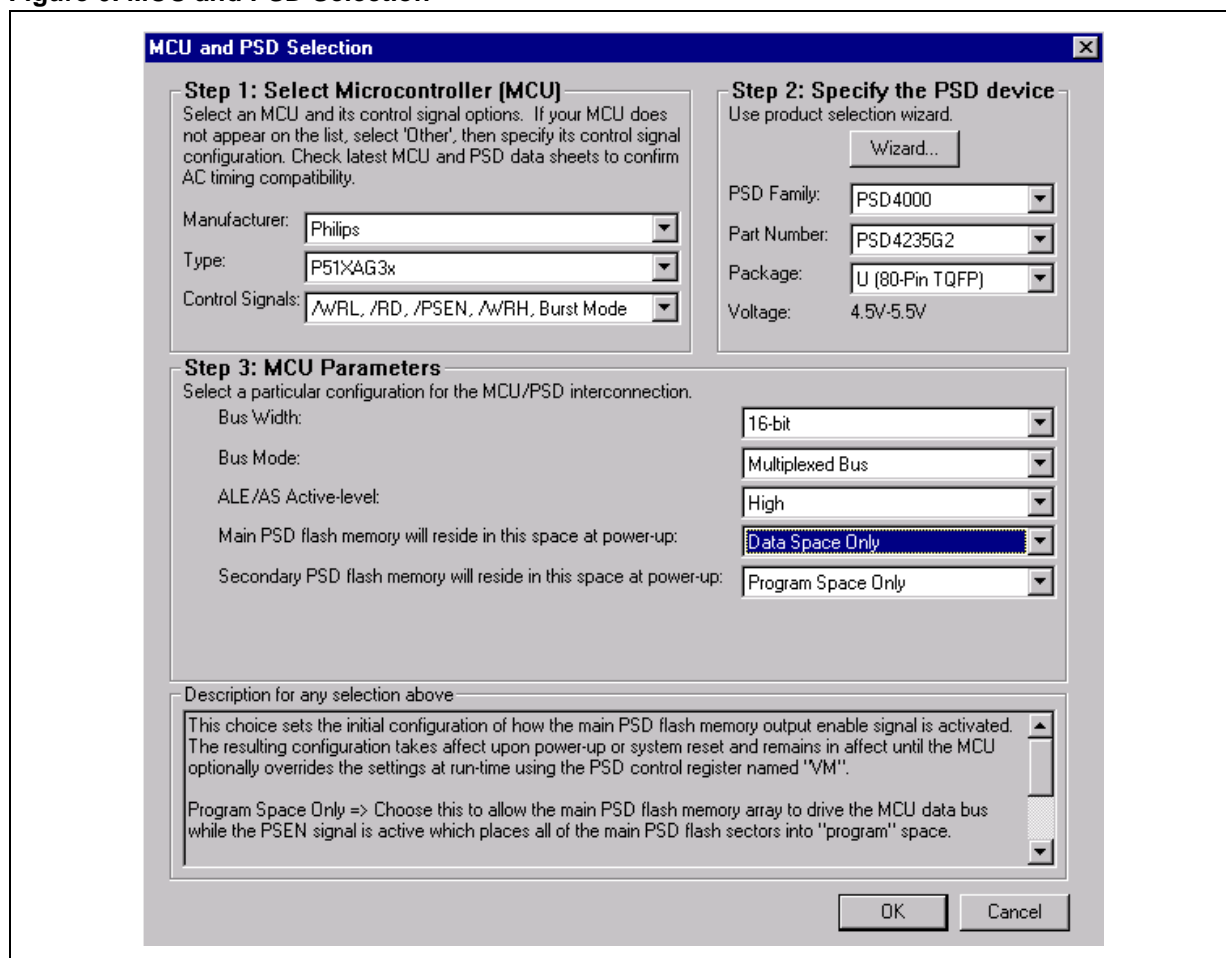 MCU and PSD Selection
Step 1: Select Microcontroller (MCU)
Select an MCU and its control signal options. If your MCU does
not appear on the list, select 'Other', then specify its control signal
configuration. Check latest MCU and PSD data sheets to confirm
AC timing compatibility.
Manufacturer: Philips
Type: P51XAG3x
Control Signals: /WRL, /RD, /PSEN, /WRH, Burst Mode
Step 2: Specify the PSD device
Use product selection wizard.
Wizard...
PSD Family: PSD4000
Part Number: PSD4235G2
Package: U (80-Pin TQFP)
Voltage: 4.5V-5.5V
Step 3: MCU Parameters
Select a particular configuration for the MCU/PSD interconnection.
Bus Width: 16-bit
Bus Mode: Multiplexed Bus
ALE/AS Active-level: High
Main PSD flash memory will reside in this space at power-up: Data Space Only
Secondary PSD flash memory will reside in this space at power-up: Program Space Only
Description for any selection above
This choice sets the initial configuration of how the main PSD flash memory output enable signal is activated.
The resulting configuration takes affect upon power-up or system reset and remains in affect until the MCU
optionally overrides the settings at run-time using the PSD control register named "VM".
Program Space Only => Choose this to allow the main PSD flash memory array to drive the MCU data bus
while the PSEN signal is active which places all of the main PSD flash sectors into "program" space.
OK
Cancel